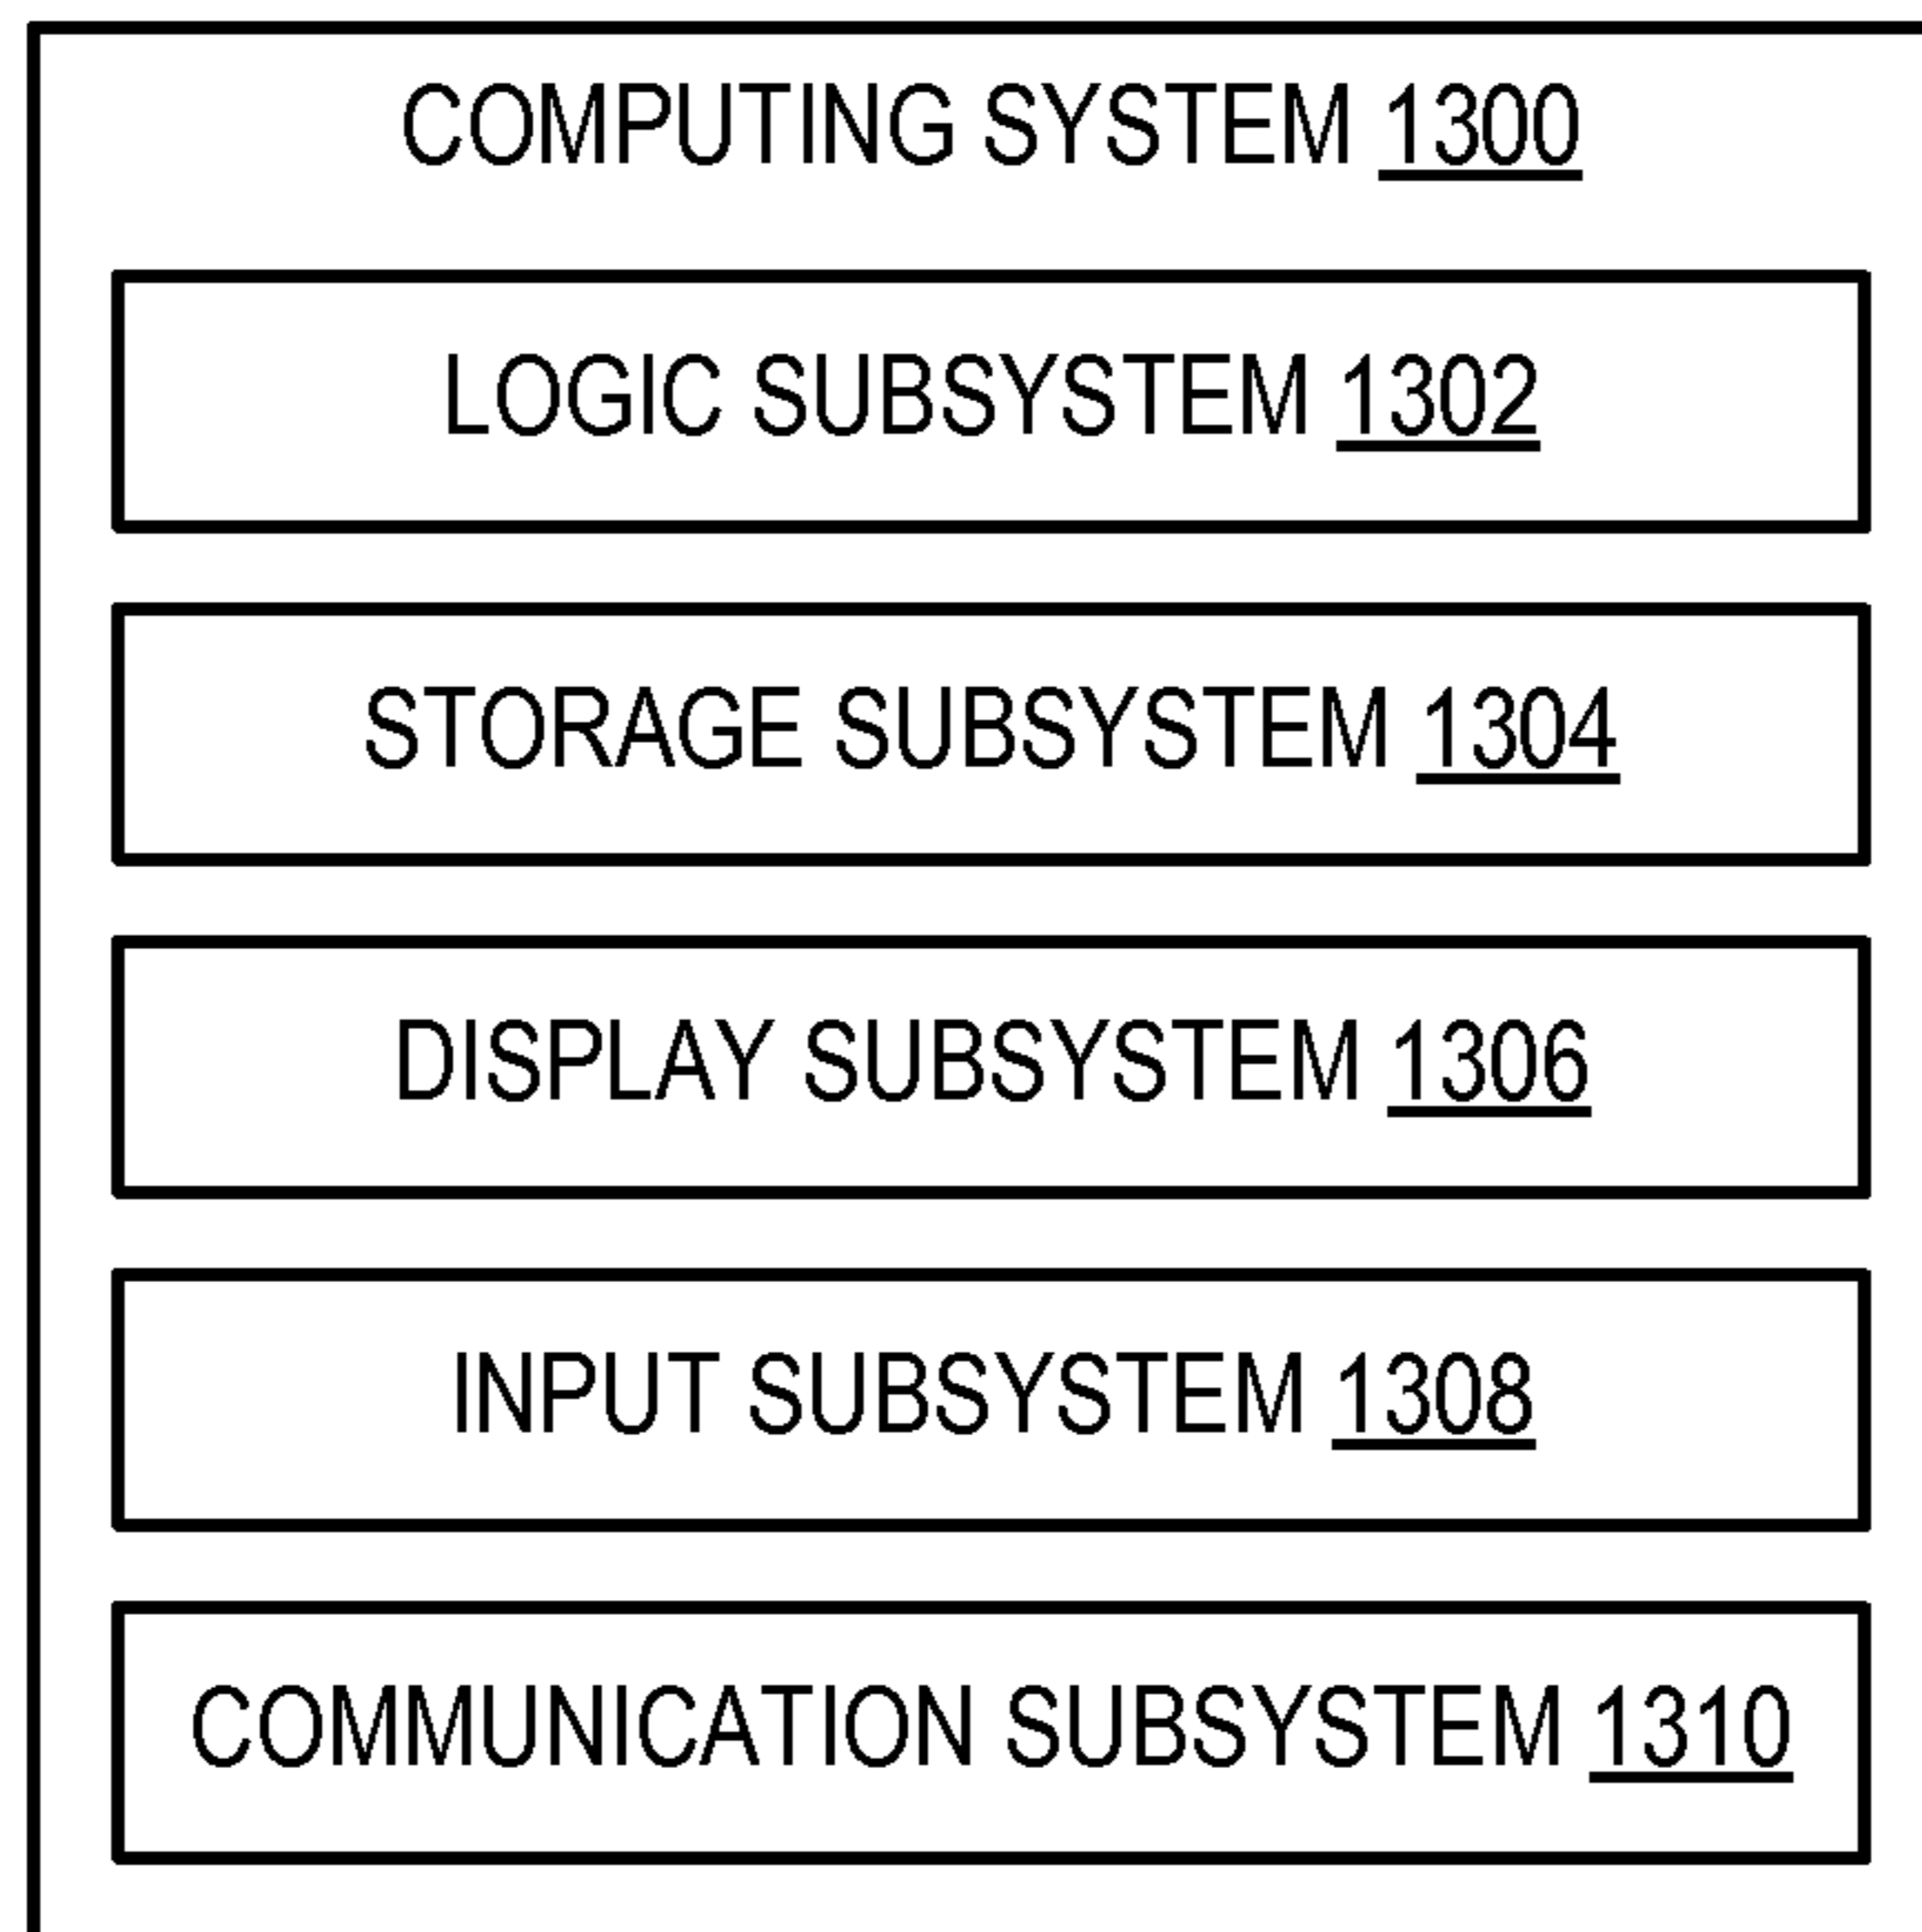 COMPUTING SYSTEM 1300
LOGIC SUBSYSTEM 1302
STORAGE SUBSYSTEM 1304
DISPLAY SUBSYSTEM 1306
INPUT SUBSYSTEM 1308
COMMUNICATION SUBSYSTEM 1310